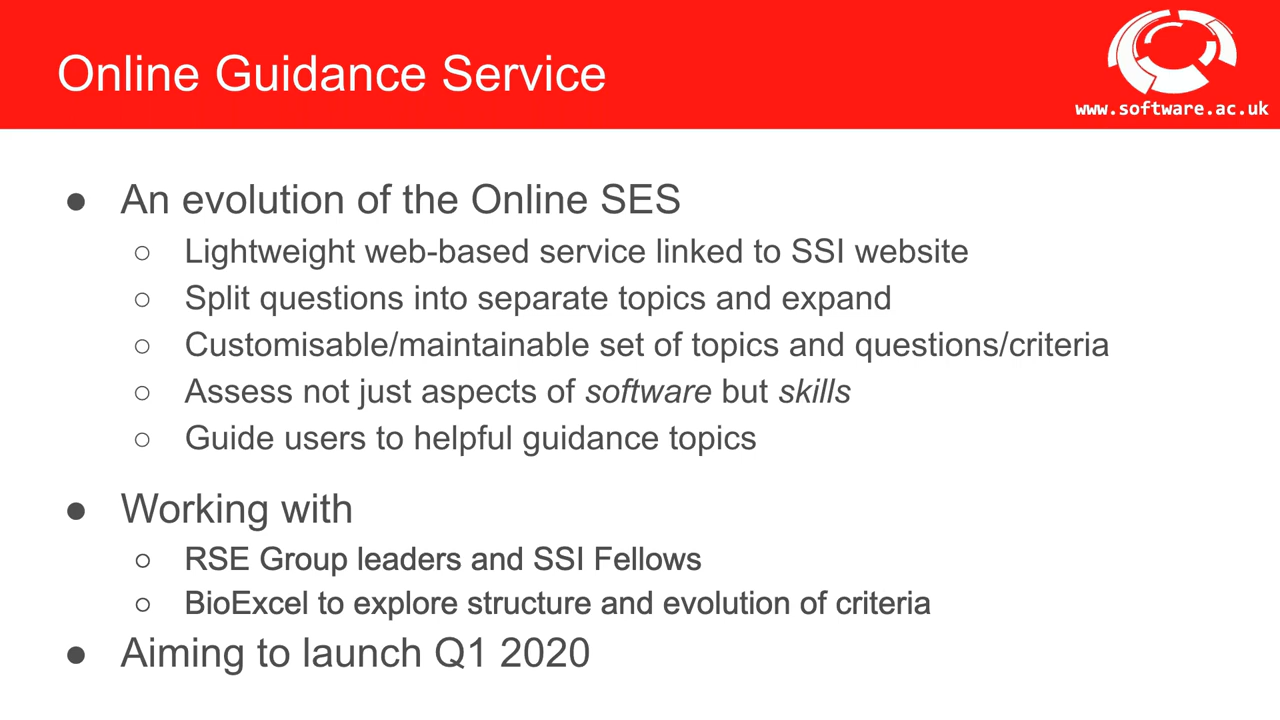 Online Guidance Service
www.software.ac.uk
● An evolution of the Online SES
○ Lightweight web-based service linked to SSI website
○ Split questions into separate topics and expand
○ Customisable/maintainable set of topics and questions/criteria
○ Assess not just aspects of software but skills
○ Guide users to helpful guidance topics
● Working with
○ RSE Group leaders and SSI Fellows
○ BioExcel to explore structure and evolution of criteria
● Aiming to launch Q1 2020